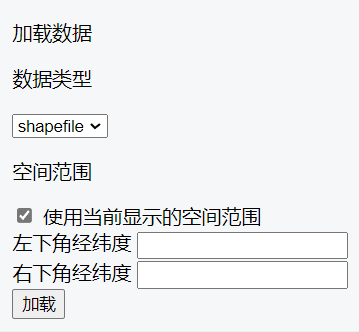 加载数据
数据类型
shapefile
空间范围
使用当前显示的空间范围
左下角经纬度
右下角经纬度
加载